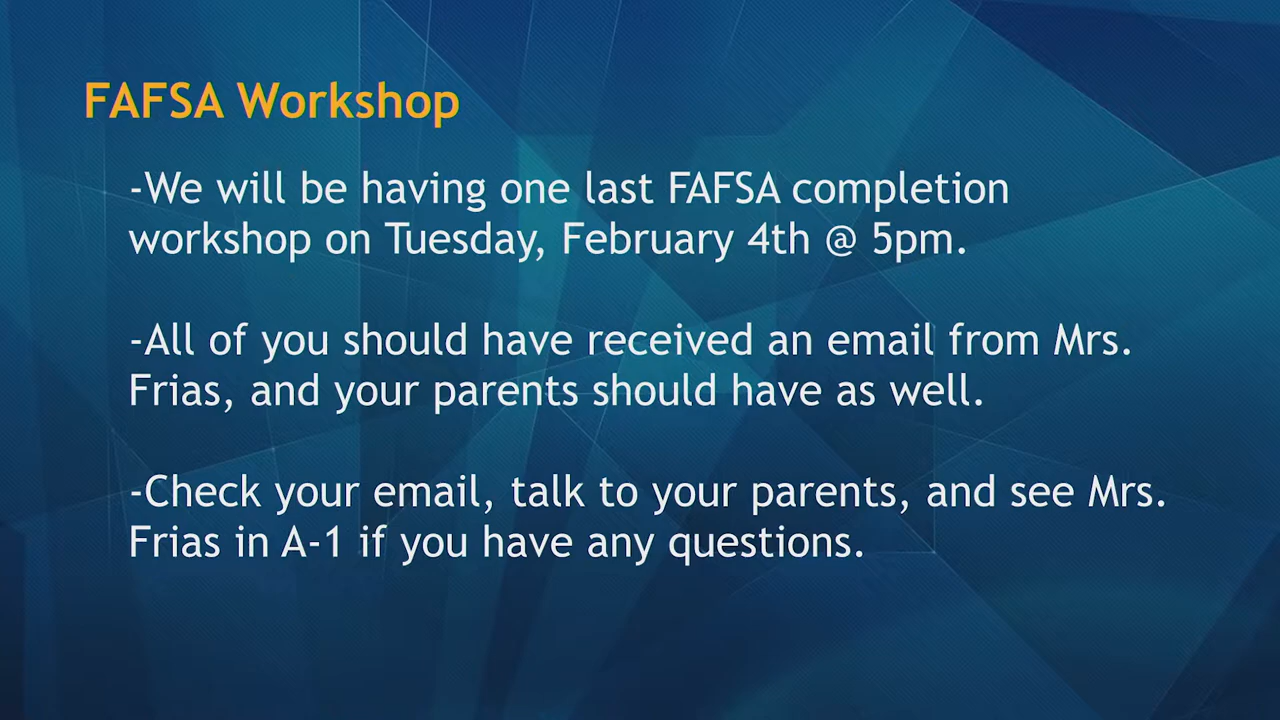 FAFSA Workshop
-We will be having one last FAFSA completion
workshop on Tuesday, February 4th @ 5pm.
-All of you should have received an email from Mrs.
Frias, and your parents should have as well.
-Check your email, talk to your parents, and see Mrs.
Frias in A-1 if you have any questions.